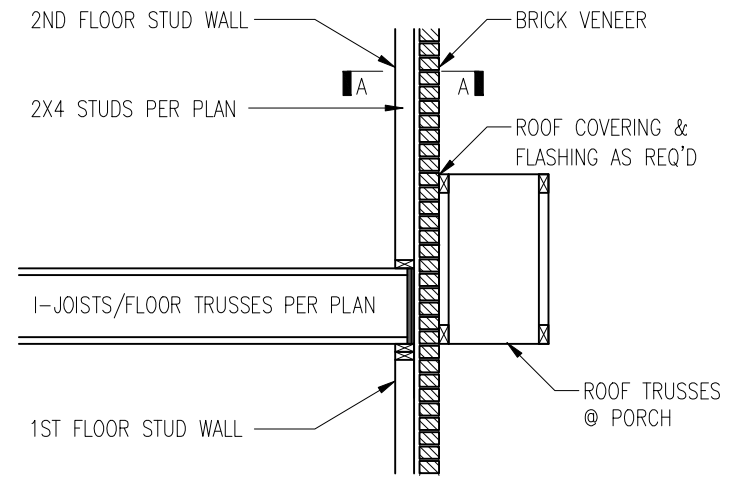 2ND FLOOR STUD WALL
BRICK VENEER
A
A
2X4 STUDS PER PLAN
ROOF COVERING &
FLASHING AS REQ'D
I-JOISTS/FLOOR TRUSSES PER PLAN
ROOF TRUSSES
@ PORCH
1ST FLOOR STUD WALL